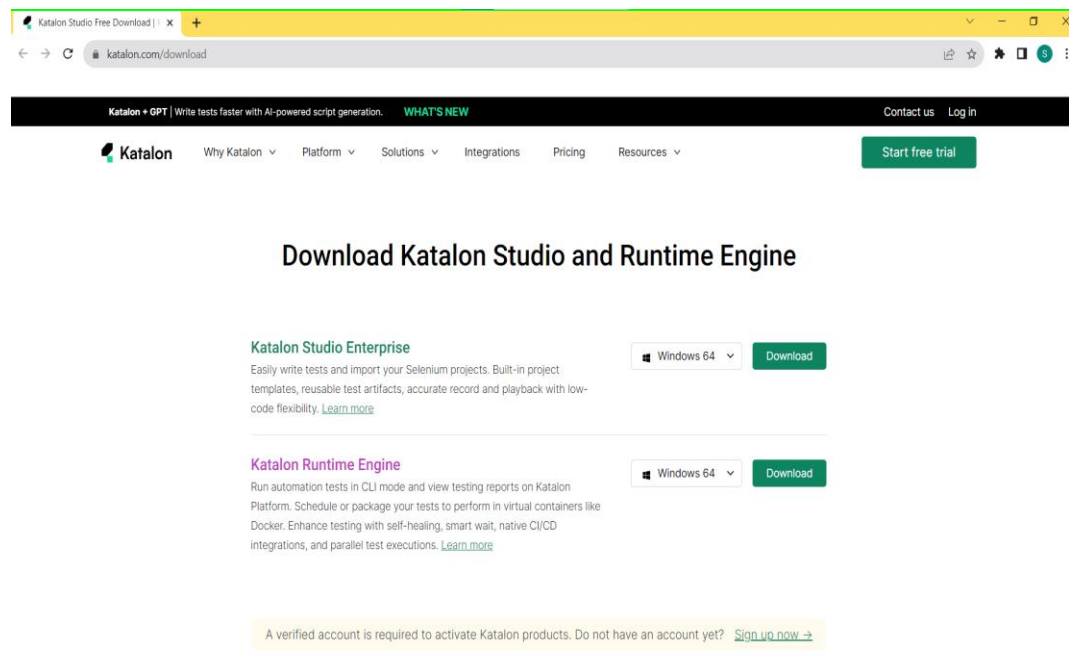 Katalon Studio Free Download |
katalon.com/download
S
Katalon + GPT | Write tests faster with AI-powered script generation. WHAT'S NEW Contact us Log in
Katalon Why Katalon Platform Solutions Integrations Pricing Resources Start free trial
Download Katalon Studio and Runtime Engine
Katalon Studio Enterprise
Windows 64 Download
Easily write tests and import your Selenium projects. Built-in project
templates, reusable test artifacts, accurate record and playback with low-
code flexibility. Learn more
Katalon Runtime Engine
Windows 64 Download
Run automation tests in CLI mode and view testing reports on Katalon
Platform. Schedule or package your tests to perform in virtual containers like
Docker. Enhance testing with self-healing, smart wait, native CI/CD
integrations, and parallel test executions. Learn more
A verified account is required to activate Katalon products. Do not have an account yet? Sign up now →